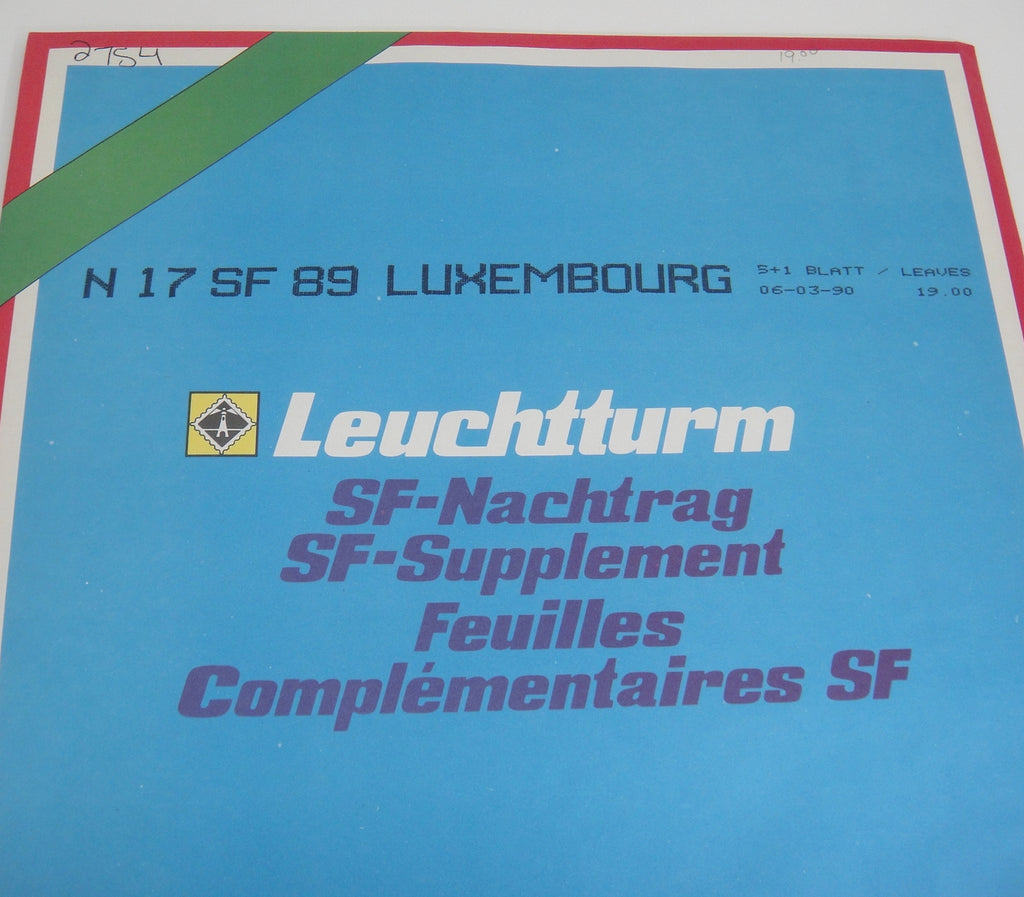 2754
19.00
N 17 SF 89 LUXEMBOURG
5+1 BLATT / LEAVES
06-03-90 19.00
Leuchtturm
SF-Nachtrag
SF-Supplement
Feuilles
Complémentaires SF